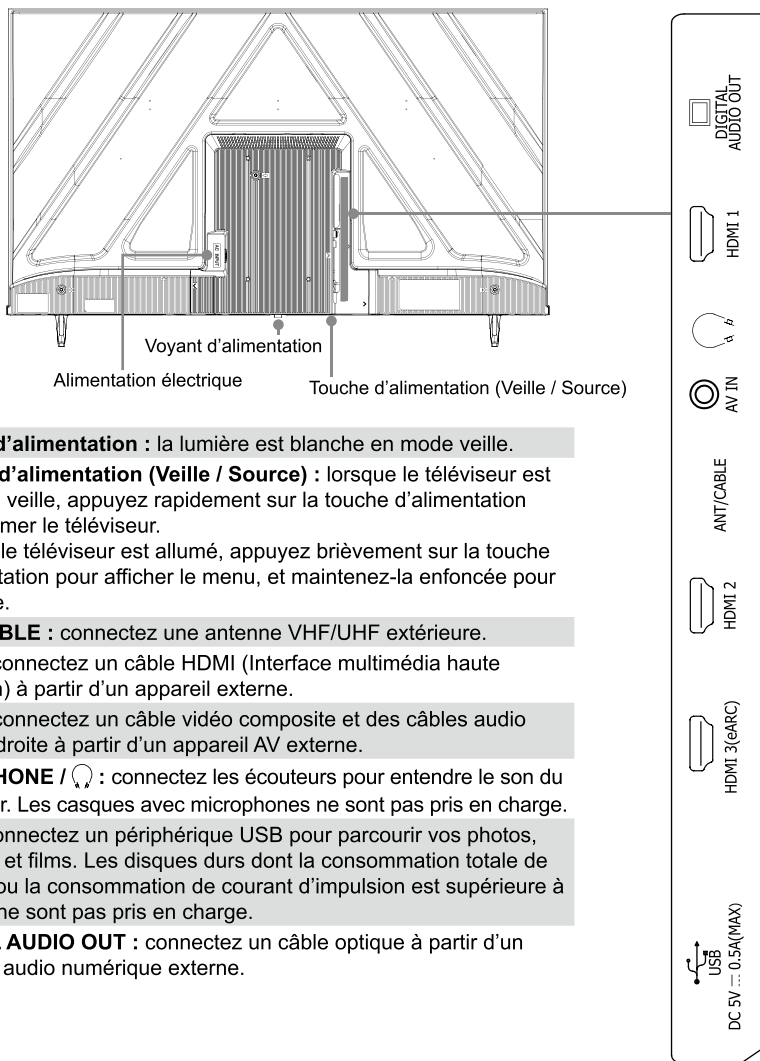 AC INPUT
Voyant d’alimentation
Alimentation électrique
Touche d’alimentation (Veille / Source)
d’alimentation : la lumière est blanche en mode veille.
d’alimentation (Veille / Source) : lorsque le téléviseur est
veille, appuyez rapidement sur la touche d’alimentation
mer le téléviseur.
le téléviseur est allumé, appuyez brièvement sur la touche
tation pour afficher le menu, et maintenez-la enfoncée pour
e.
BLE : connectez une antenne VHF/UHF extérieure.
connectez un câble HDMI (Interface multimédia haute
n) à partir d’un appareil externe.
connectez un câble vidéo composite et des câbles audio
droite à partir d’un appareil AV externe.
HONE / : connectez les écouteurs pour entendre le son du
r. Les casques avec microphones ne sont pas pris en charge.
onnectez un périphérique USB pour parcourir vos photos,
et films. Les disques durs dont la consommation totale de
ou la consommation de courant d’impulsion est supérieure à
ne sont pas pris en charge.
L AUDIO OUT : connectez un câble optique à partir d’un
audio numérique externe.
DIGITAL
AUDIO OUT
HDMI 1
AV IN
ANT/CABLE
HDMI 2
HDMI 3(eARC)
USB
DC 5V ⎓ 0.5A(MAX)